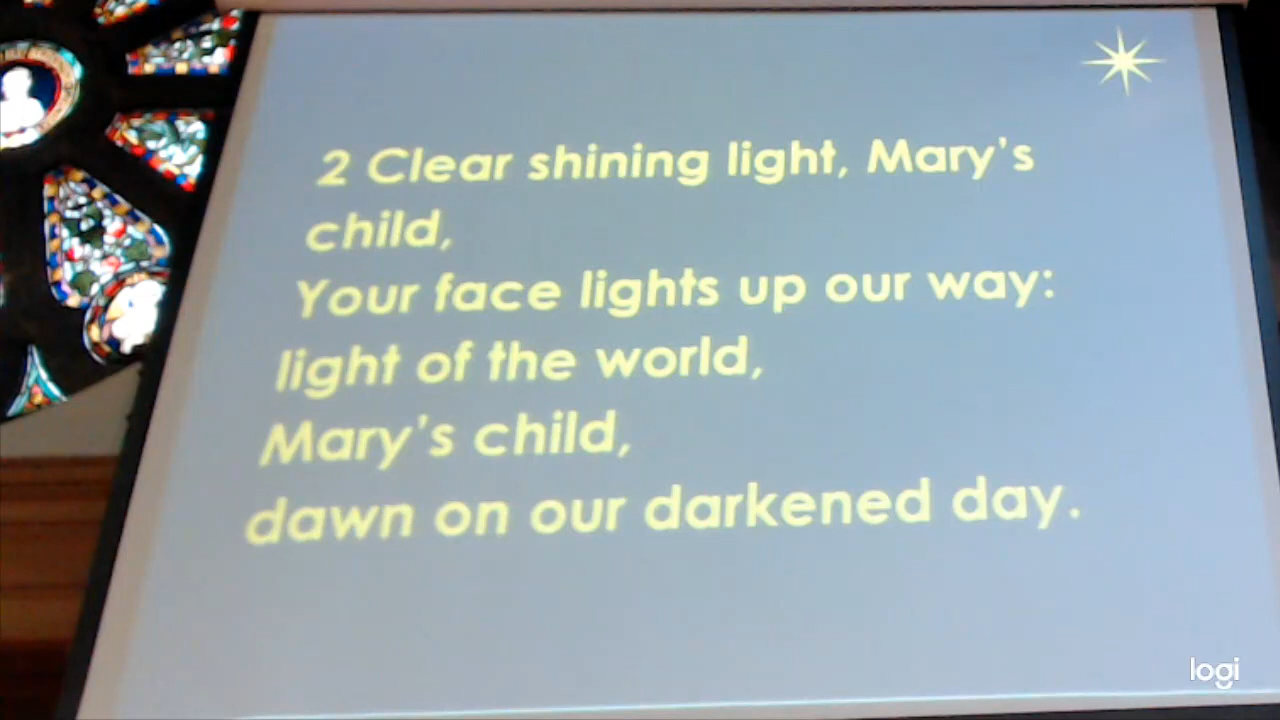 2 Clear shining light, Mary's
child,
Your face lights up our way:
light of the world,
Mary's child,
dawn on our darkened day.
logi